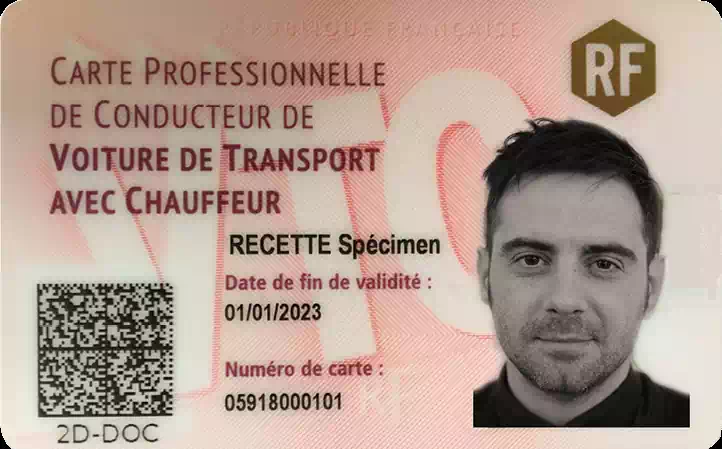 RÉPUBLIQUE FRANÇAISE
RF
CARTE PROFESSIONNELLE
DE CONDUCTEUR DE
VOITURE DE TRANSPORT
AVEC CHAUFFEUR
VTC
RECETTE Spécimen
Date de fin de validité :
01/01/2023
Numéro de carte :
05918000101
RF
2D-DOC